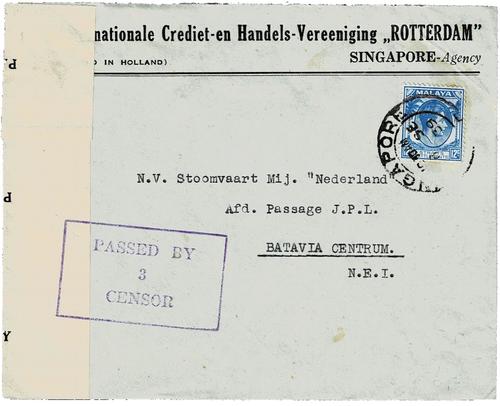 nationale Crediet-en Handels-Vereeniging „ROTTERDAM"
D IN HOLLAND)
SINGAPORE-Agency
MALAYA
12c
N.V. Stoomvaart Mij. "Nederland"
Afd. Passage J.P.L.
BATAVIA CENTRUM.
N.E.I.
PASSED BY
3
CENSOR
P
P
Y